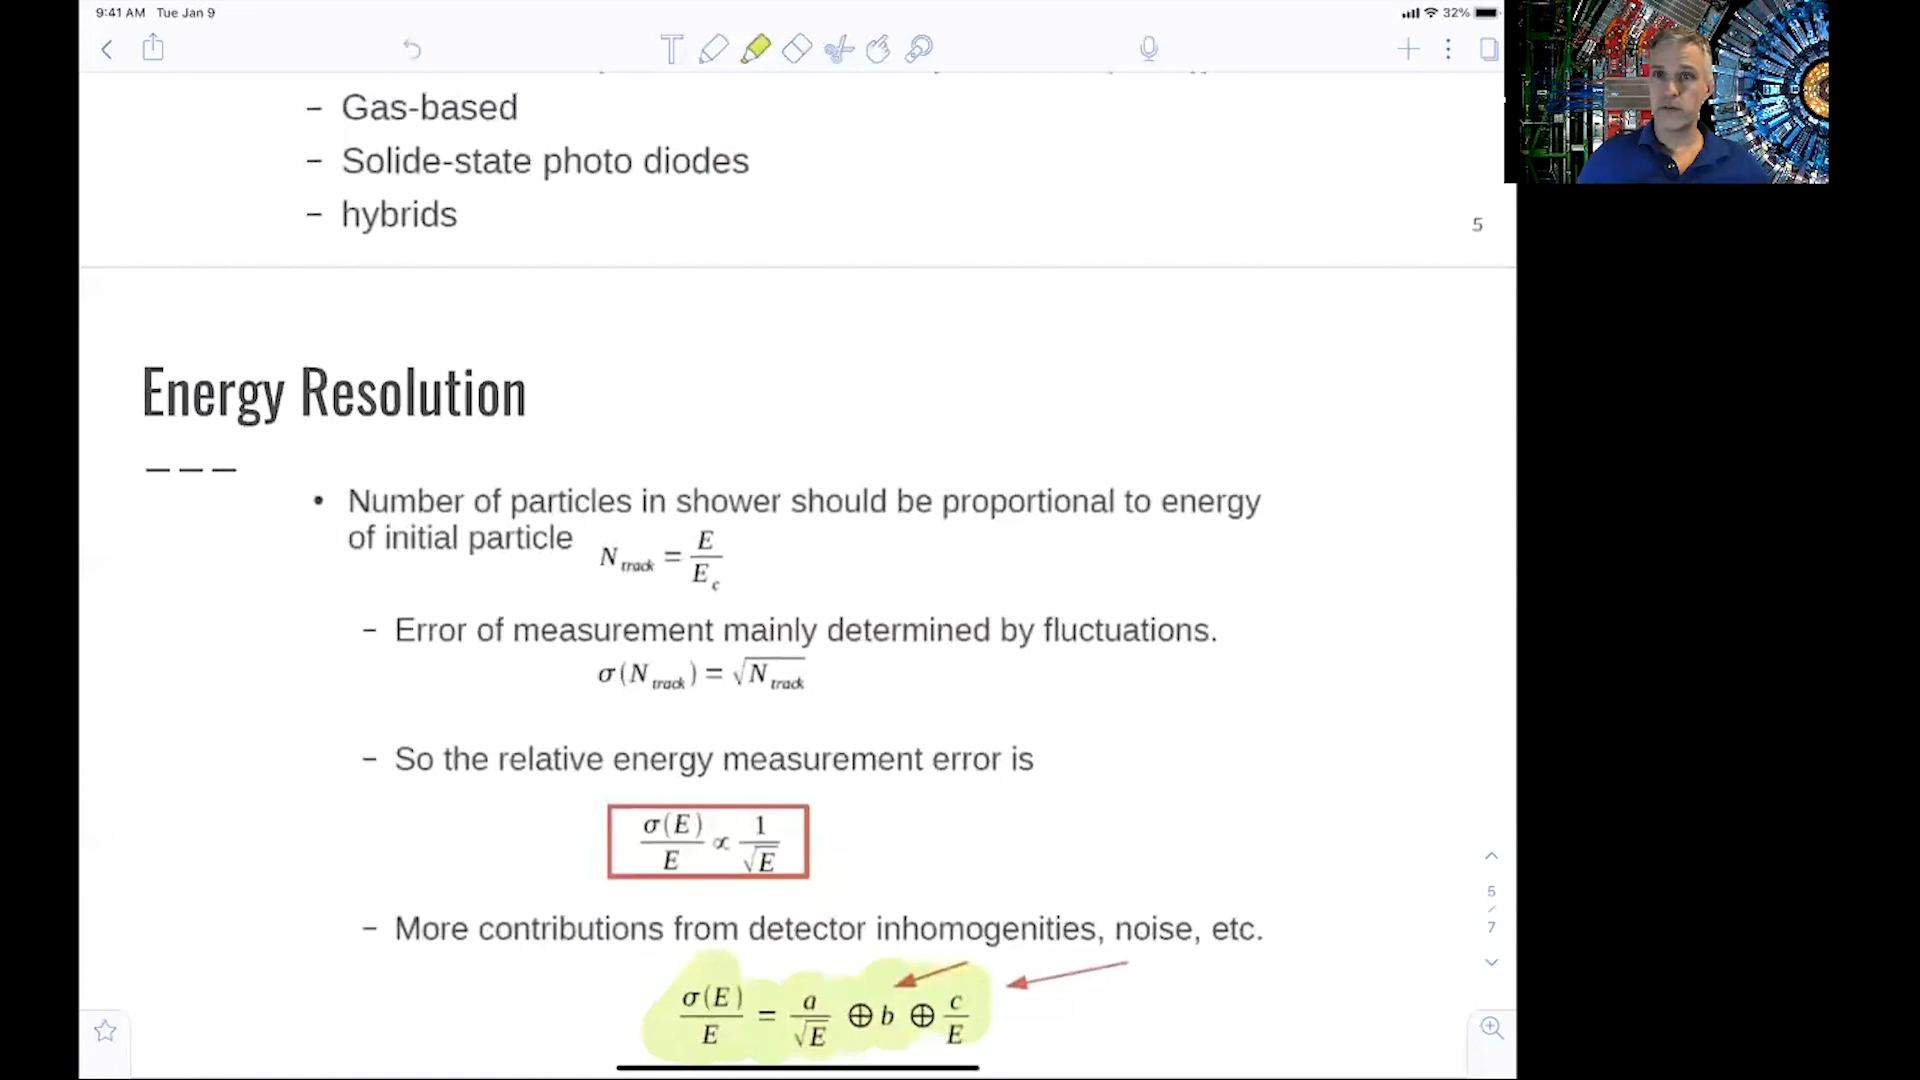 9:41 AM Tue Jan 9
32%
– Gas-based
– Solide-state photo diodes
– hybrids
5
Energy Resolution
• Number of particles in shower should be proportional to energy
of initial particle N_track = E / E_c
– Error of measurement mainly determined by fluctuations.
σ(N_track) = √N_track
– So the relative energy measurement error is
σ(E) / E ∝ 1 / √E
– More contributions from detector inhomogenities, noise, etc.
σ(E) / E = a / √E ⊕ b ⊕ c / E
5
/
7